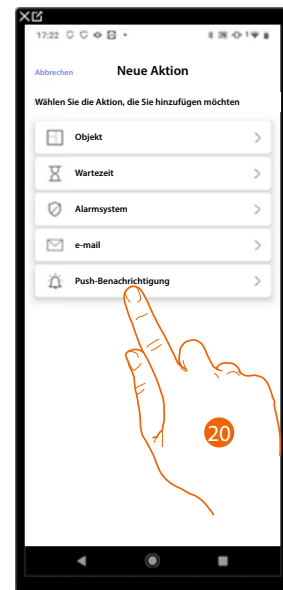 17:22
Abbrechen Neue Aktion
Wählen Sie die Aktion, die Sie hinzufügen möchten
Objekt
Wartezeit
Alarmsystem
e-mail
Push-Benachrichtigung
20